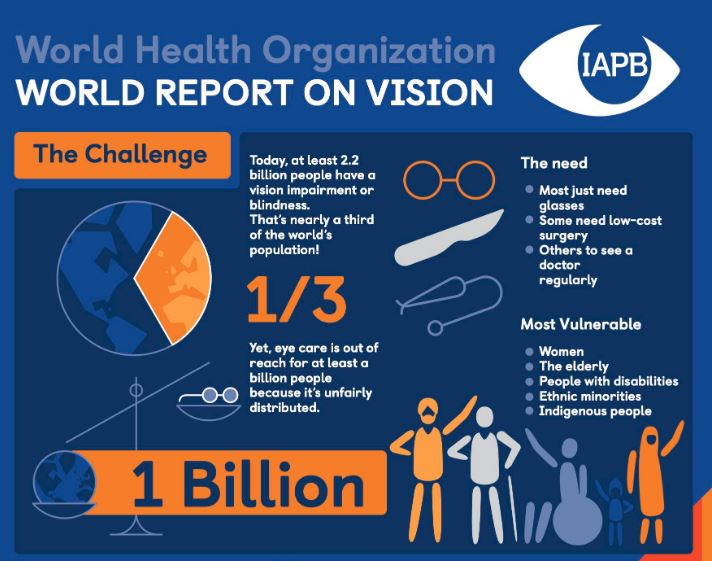 World Health Organization
WORLD REPORT ON VISION
IAPB
The Challenge
Today, at least 2.2
billion people have a
vision impairment or
blindness.
That's nearly a third
of the world's
population!
1/3
Yet, eye care is out of
reach for at least a
billion people
because it's unfairly
distributed.
1 Billion
The need
Most just need
glasses
Some need low-cost
surgery
Others to see a
doctor
regularly
Most Vulnerable
Women
The elderly
People with disabilities
Ethnic minorities
Indigenous people